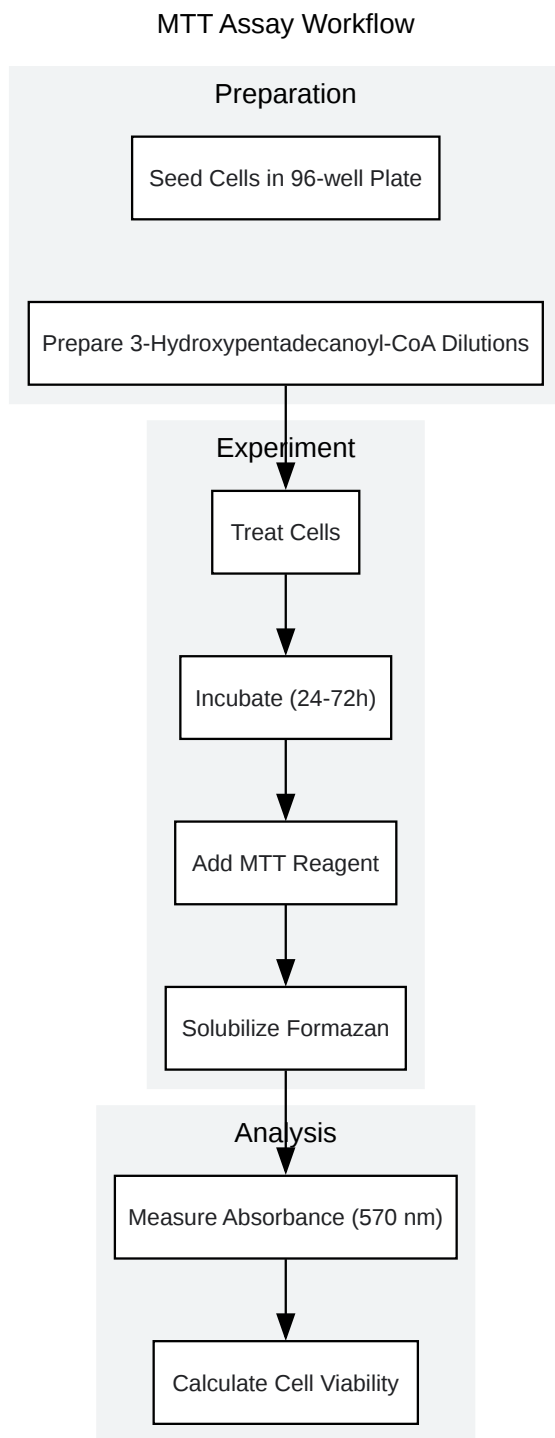 MTT Assay Workflow
Preparation
Seed Cells in 96-well Plate
Prepare 3-Hydroxypentadecanoyl-CoA Dilutions
Experiment
Treat Cells
Incubate (24-72h)
Add MTT Reagent
Solubilize Formazan
Analysis
Measure Absorbance (570 nm)
Calculate Cell Viability